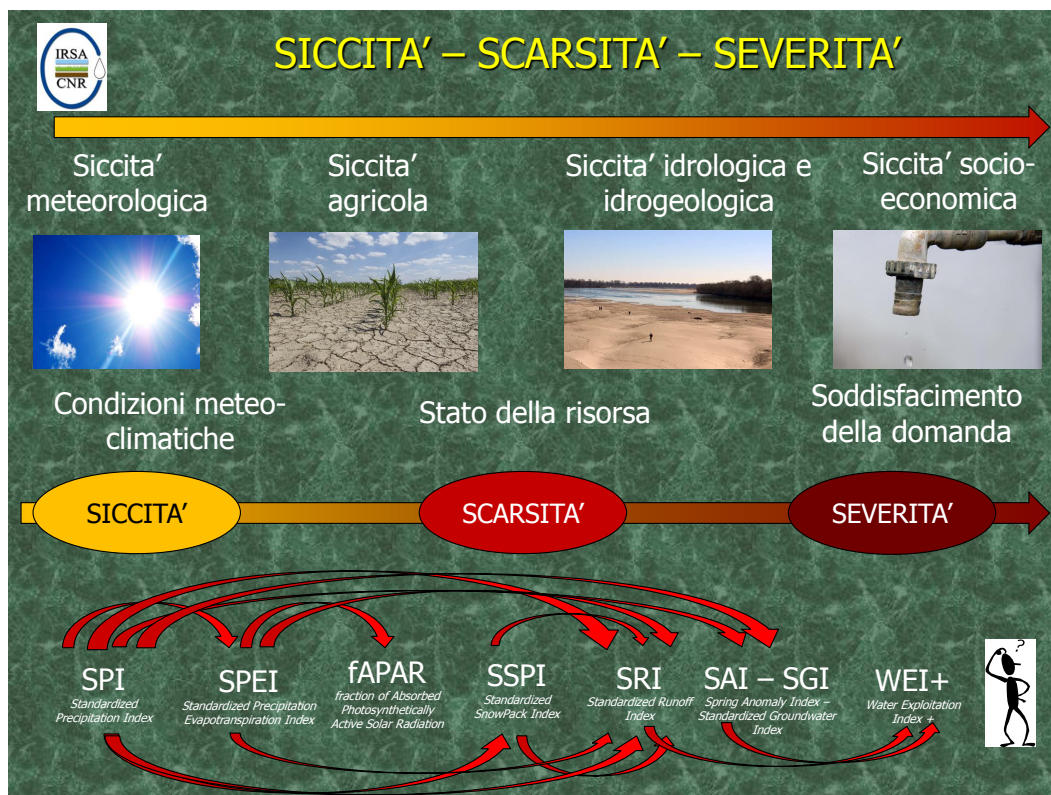 IRSA
CNR
SICCITA’ – SCARSITA’ – SEVERITA’
Siccita’
meteorologica
Siccita’
agricola
Siccita’ idrologica e
idrogeologica
Siccita’ socio-
economica
Condizioni meteo-
climatiche
Stato della risorsa
Soddisfacimento
della domanda
SICCITA’
SCARSITA’
SEVERITA’
SPI
Standardized
Precipitation Index
SPEI
Standardized Precipitation
Evapotranspiration Index
fAPAR
fraction of Absorbed
Photosynthetically
Active Solar Radiation
SSPI
Standardized
SnowPack Index
SRI
Standardized Runoff
Index
SAI – SGI
Spring Anomaly Index –
Standardized Groundwater
Index
WEI+
Water Exploitation
Index +
?